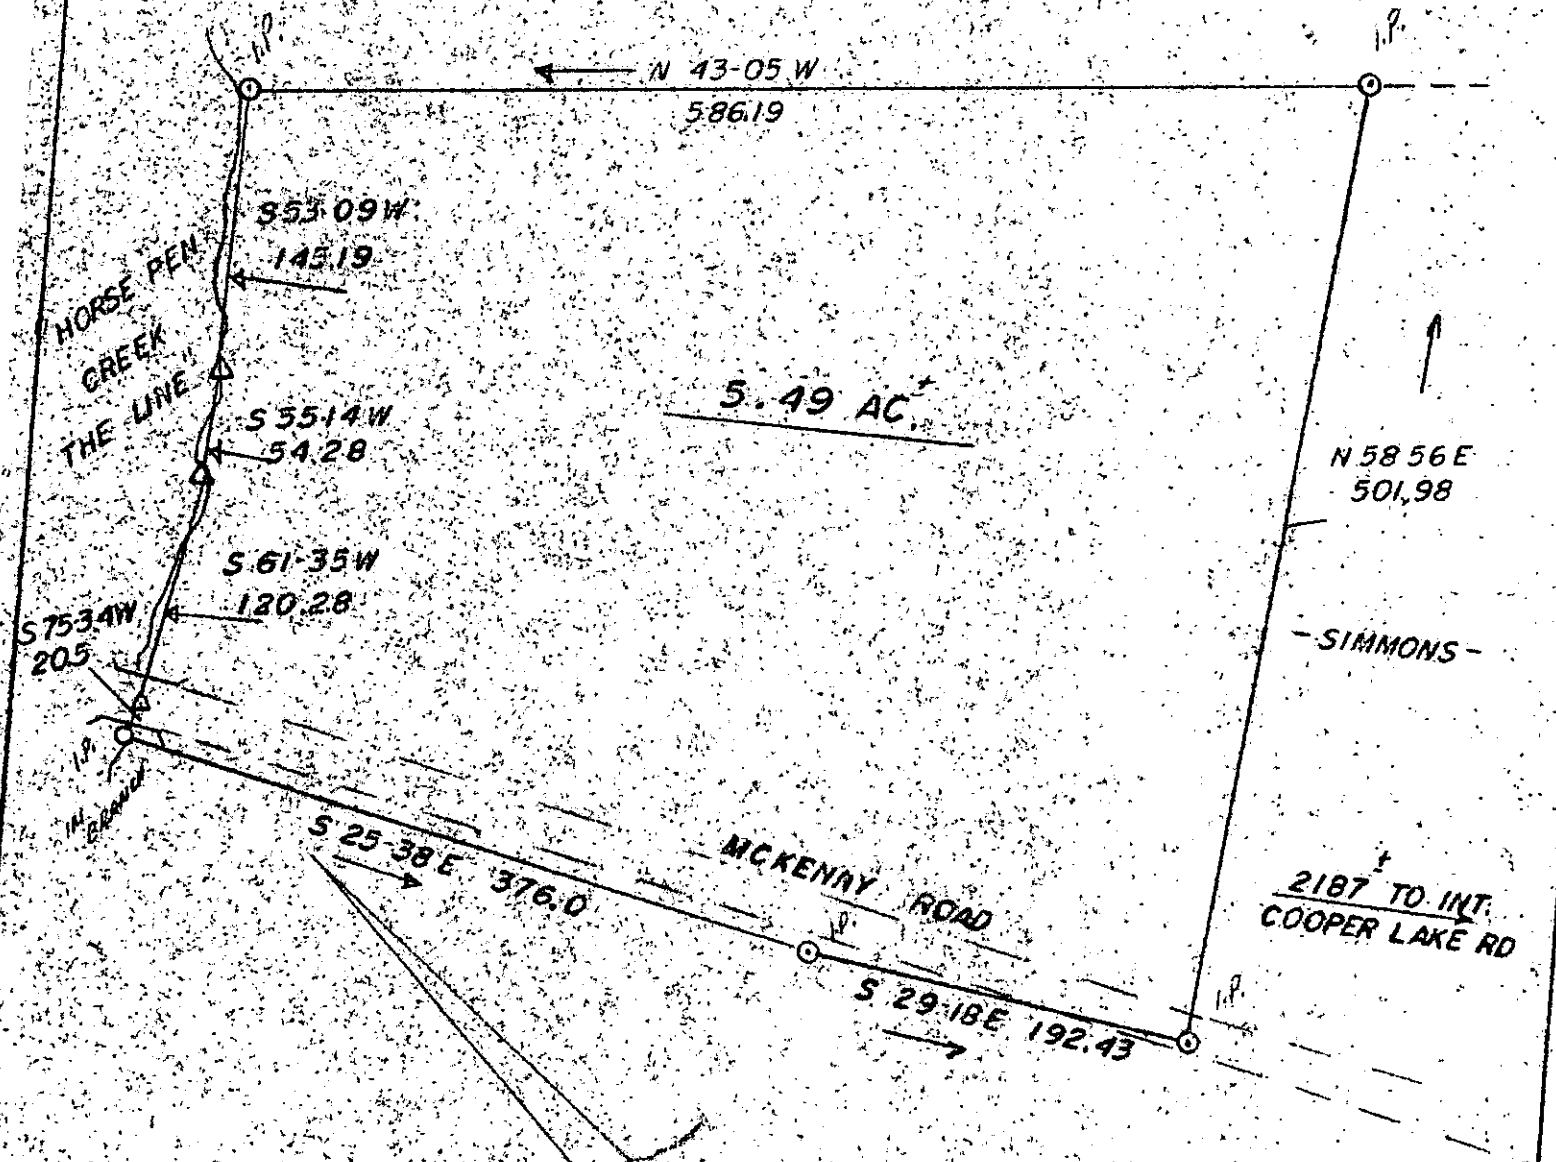 I.P.
I.P.
N 43-05 W
586.19
S 53-09 W
145.19
HORSE PEN
CREEK
THE LINE
5.49 AC. ±
S 55-14 W
54.28
N 58 56 E
501.98
S 61-35 W
120.28
S 75-34 W
20.5
- SIMMONS -
I.P.
IN
BRANCH
S 25-38 E 376.0
MCKENNY ROAD
2187 ± TO INT.
COOPER LAKE RD
I.P.
I.P.
S 29-18 E 192.43